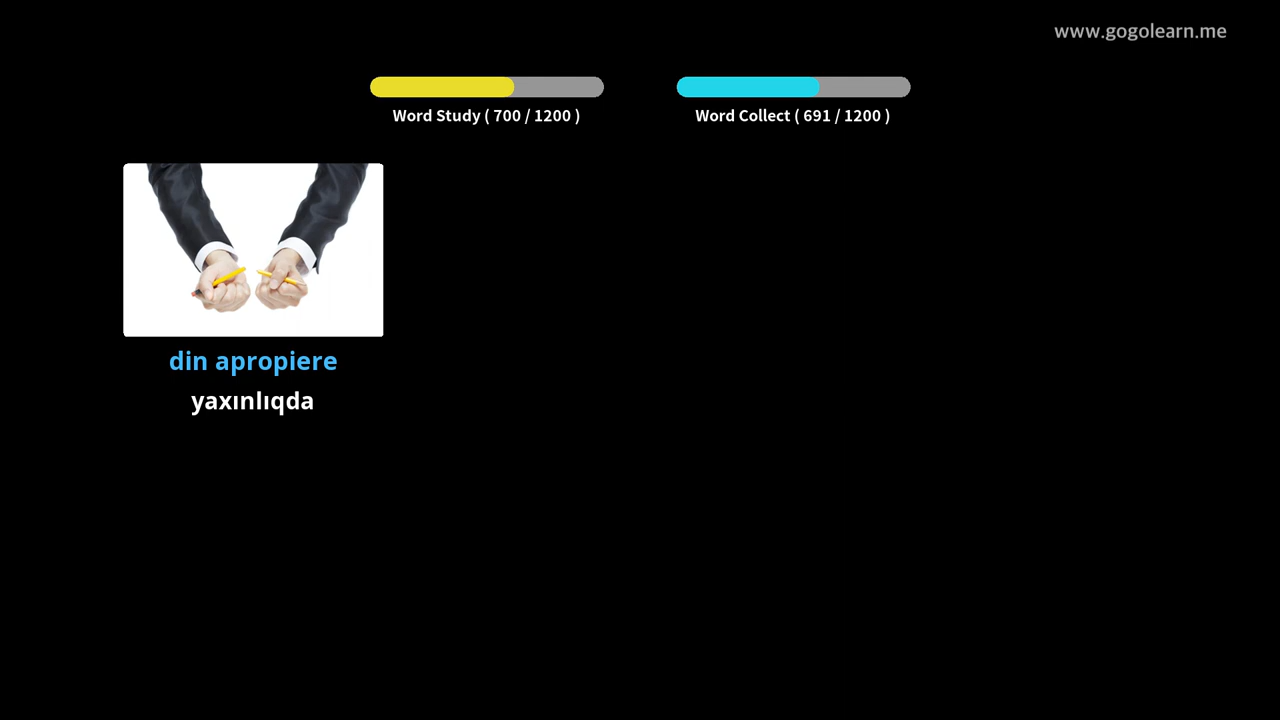 www.gogolearn.me
Word Study ( 700 / 1200 )
Word Collect ( 691 / 1200 )
din apropiere
yaxınlıqda